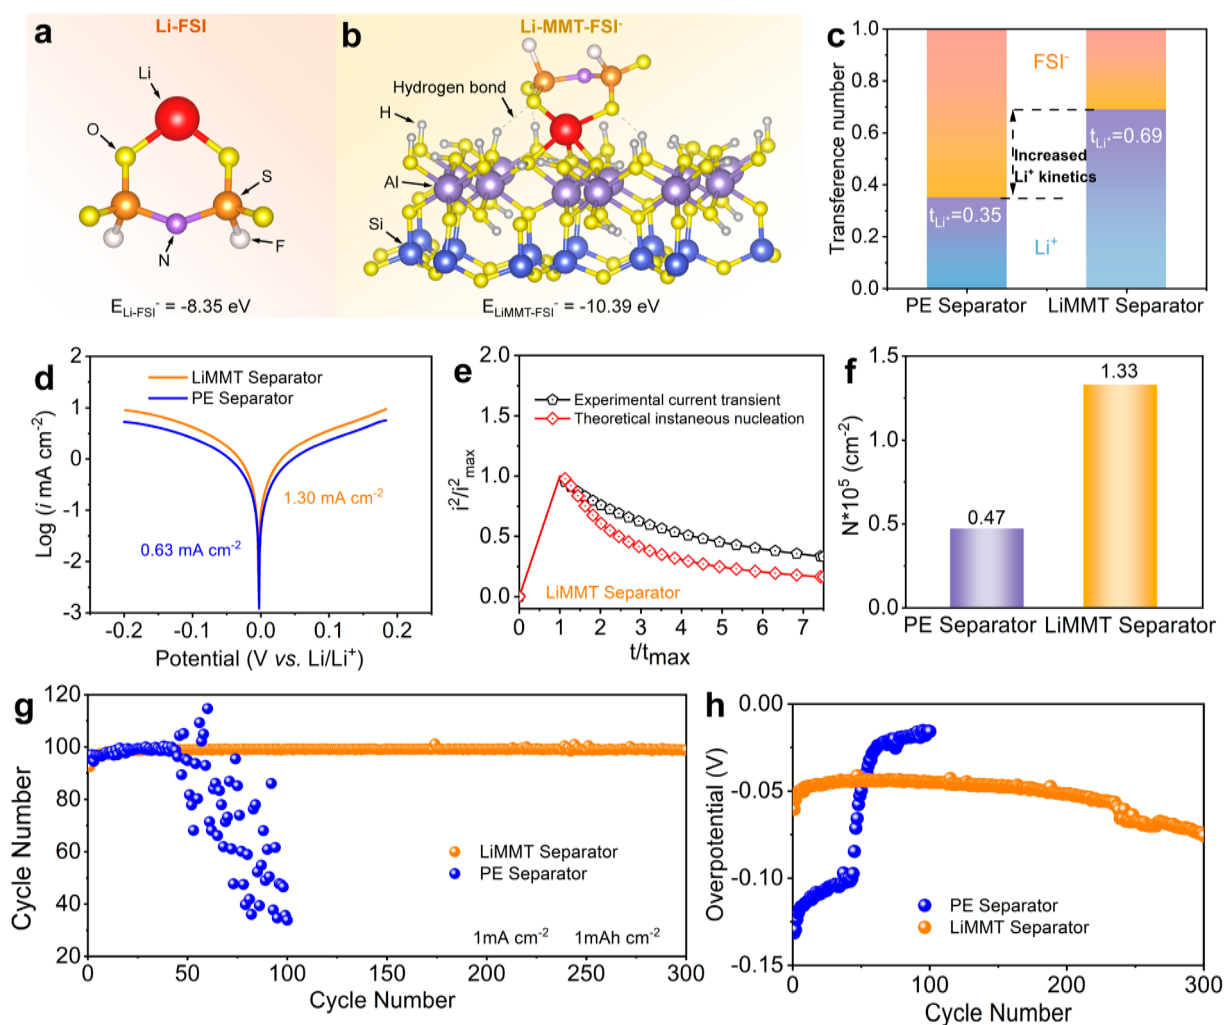 a
Li-FSI
Li
O
S
N
F
E_Li-FSI^- = -8.35 eV
b
Li-MMT-FSI^-
Hydrogen bond
H
Al
Si
E_LiMMT-FSI^- = -10.39 eV
c
Transference number
1.0
0.8
0.6
0.4
0.2
0.0
FSI^-
t_Li+=0.69
Increased
Li^+ kinetics
t_Li+=0.35
Li^+
PE Separator
LiMMT Separator
d
Log (i mA cm^-2)
2
1
0
-1
-2
-3
LiMMT Separator
PE Separator
1.30 mA cm^-2
0.63 mA cm^-2
-0.2
-0.1
0.0
0.1
0.2
Potential (V vs. Li/Li^+)
e
i^2/i^2_max
2.0
1.5
1.0
0.5
0.0
Experimental current transient
Theoretical instaneous nucleation
LiMMT Separator
0
1
2
3
4
5
6
7
t/t_max
f
N*10^5 (cm^-2)
1.5
1.0
0.5
0.0
0.47
1.33
PE Separator
LiMMT Separator
g
Cycle Number
120
100
80
60
40
20
LiMMT Separator
PE Separator
1mA cm^-2
1mAh cm^-2
0
50
100
150
200
250
300
Cycle Number
h
Overpotential (V)
0.00
-0.05
-0.10
-0.15
PE Separator
LiMMT Separator
0
100
200
300
Cycle Number